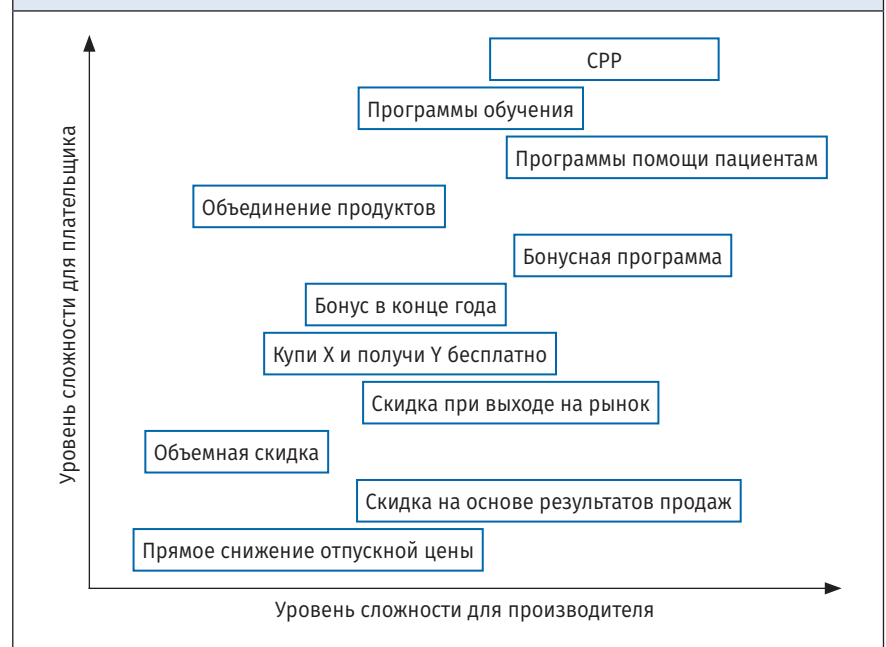 Уровень сложности для плательщика
СРР
Программы обучения
Программы помощи пациентам
Объединение продуктов
Бонусная программа
Бонус в конце года
Купи X и получи Y бесплатно
Скидка при выходе на рынок
Объемная скидка
Скидка на основе результатов продаж
Прямое снижение отпускной цены
Уровень сложности для производителя